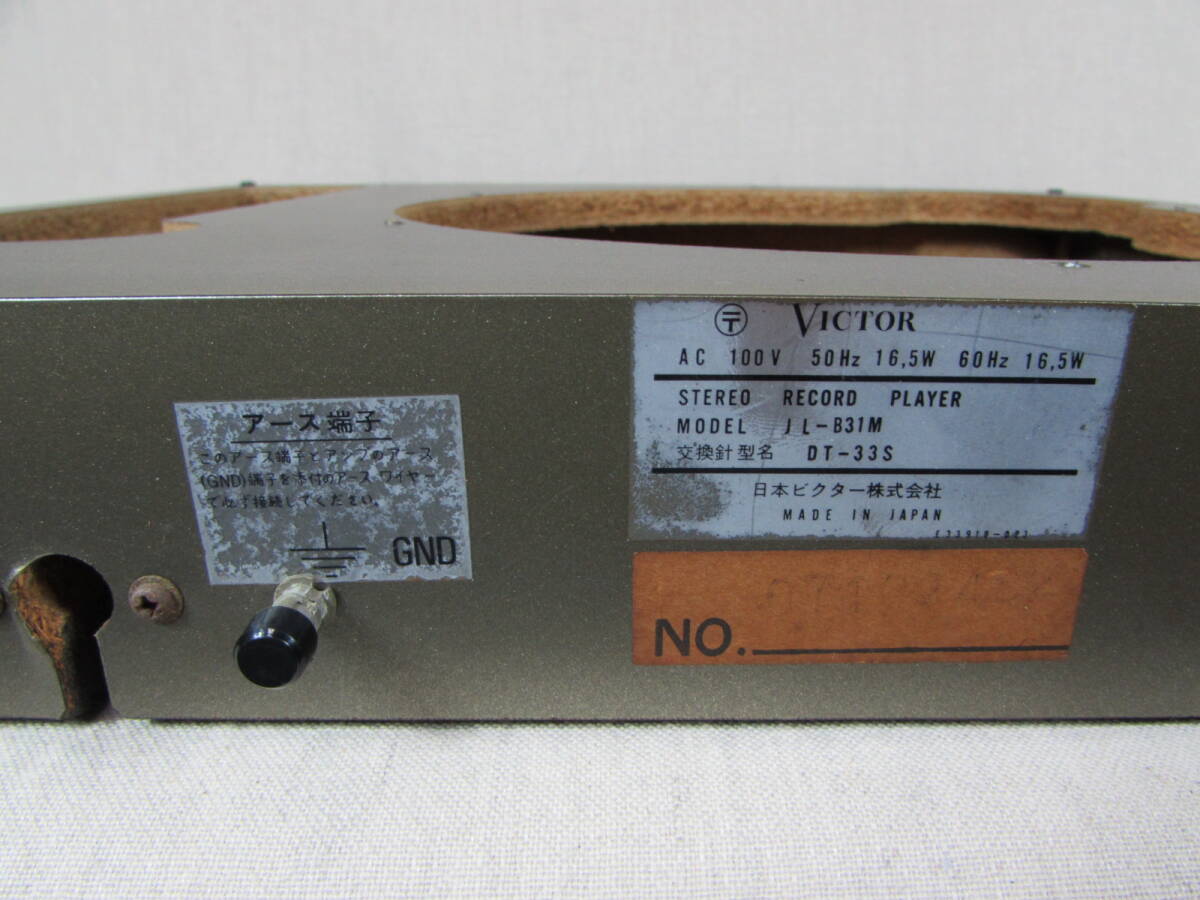 アース端子
このアース端子とアンプのアース
(GND)端子を添付のアース ワイヤー
で必ず接続してください。
GND
〒 VICTOR
AC 100V 50Hz 16,5W 60Hz 16,5W
STEREO RECORD PLAYER
MODEL JL-B31M
交換針型名 DT-33S
日本ビクター株式会社
MADE IN JAPAN
NO.